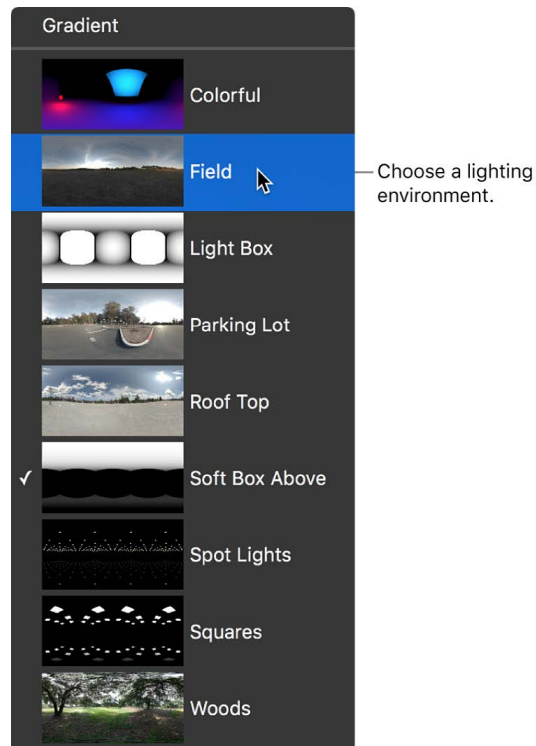 Gradient
Colorful
Field
Choose a lighting
environment.
Light Box
Parking Lot
Roof Top
Soft Box Above
Spot Lights
Squares
Woods